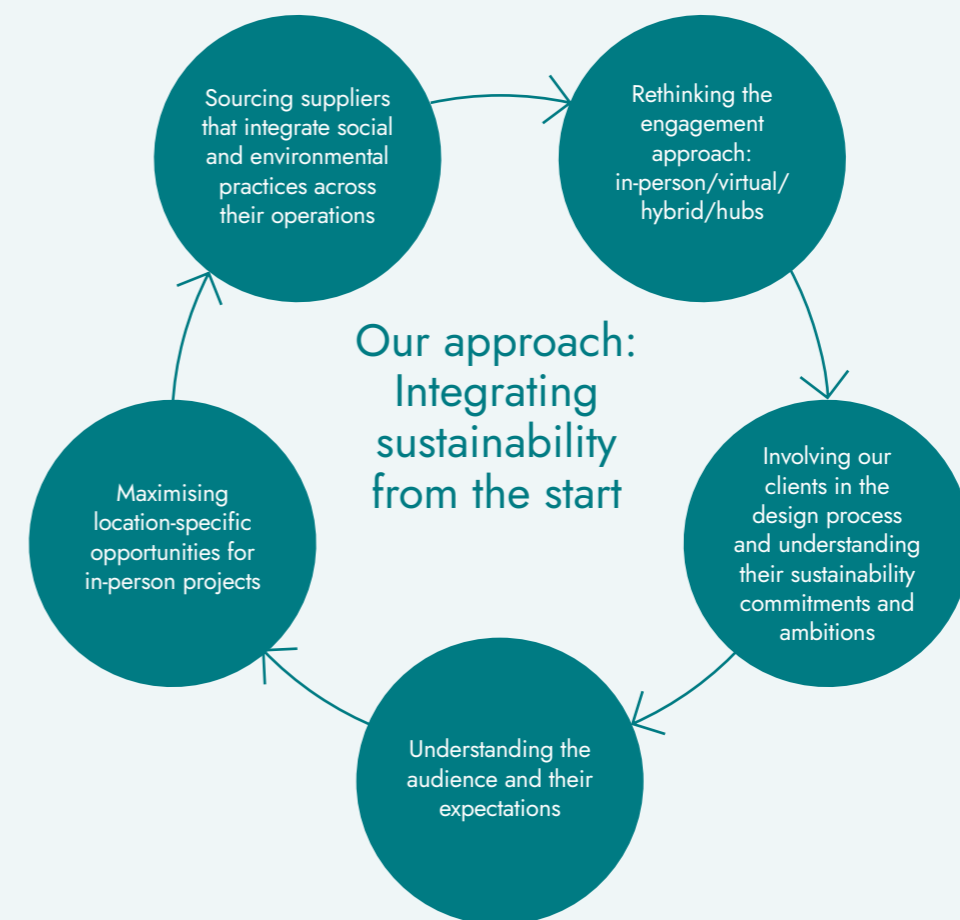 Sourcing suppliers
that integrate social
and environmental
practices across
their operations
Rethinking the
engagement
approach:
in-person/virtual/
hybrid/hubs
Our approach:
Integrating
sustainability
from the start
Involving our
clients in the
design process
and understanding
their sustainability
commitments and
ambitions
Maximising
location-specific
opportunities for
in-person projects
Understanding the
audience and their
expectations